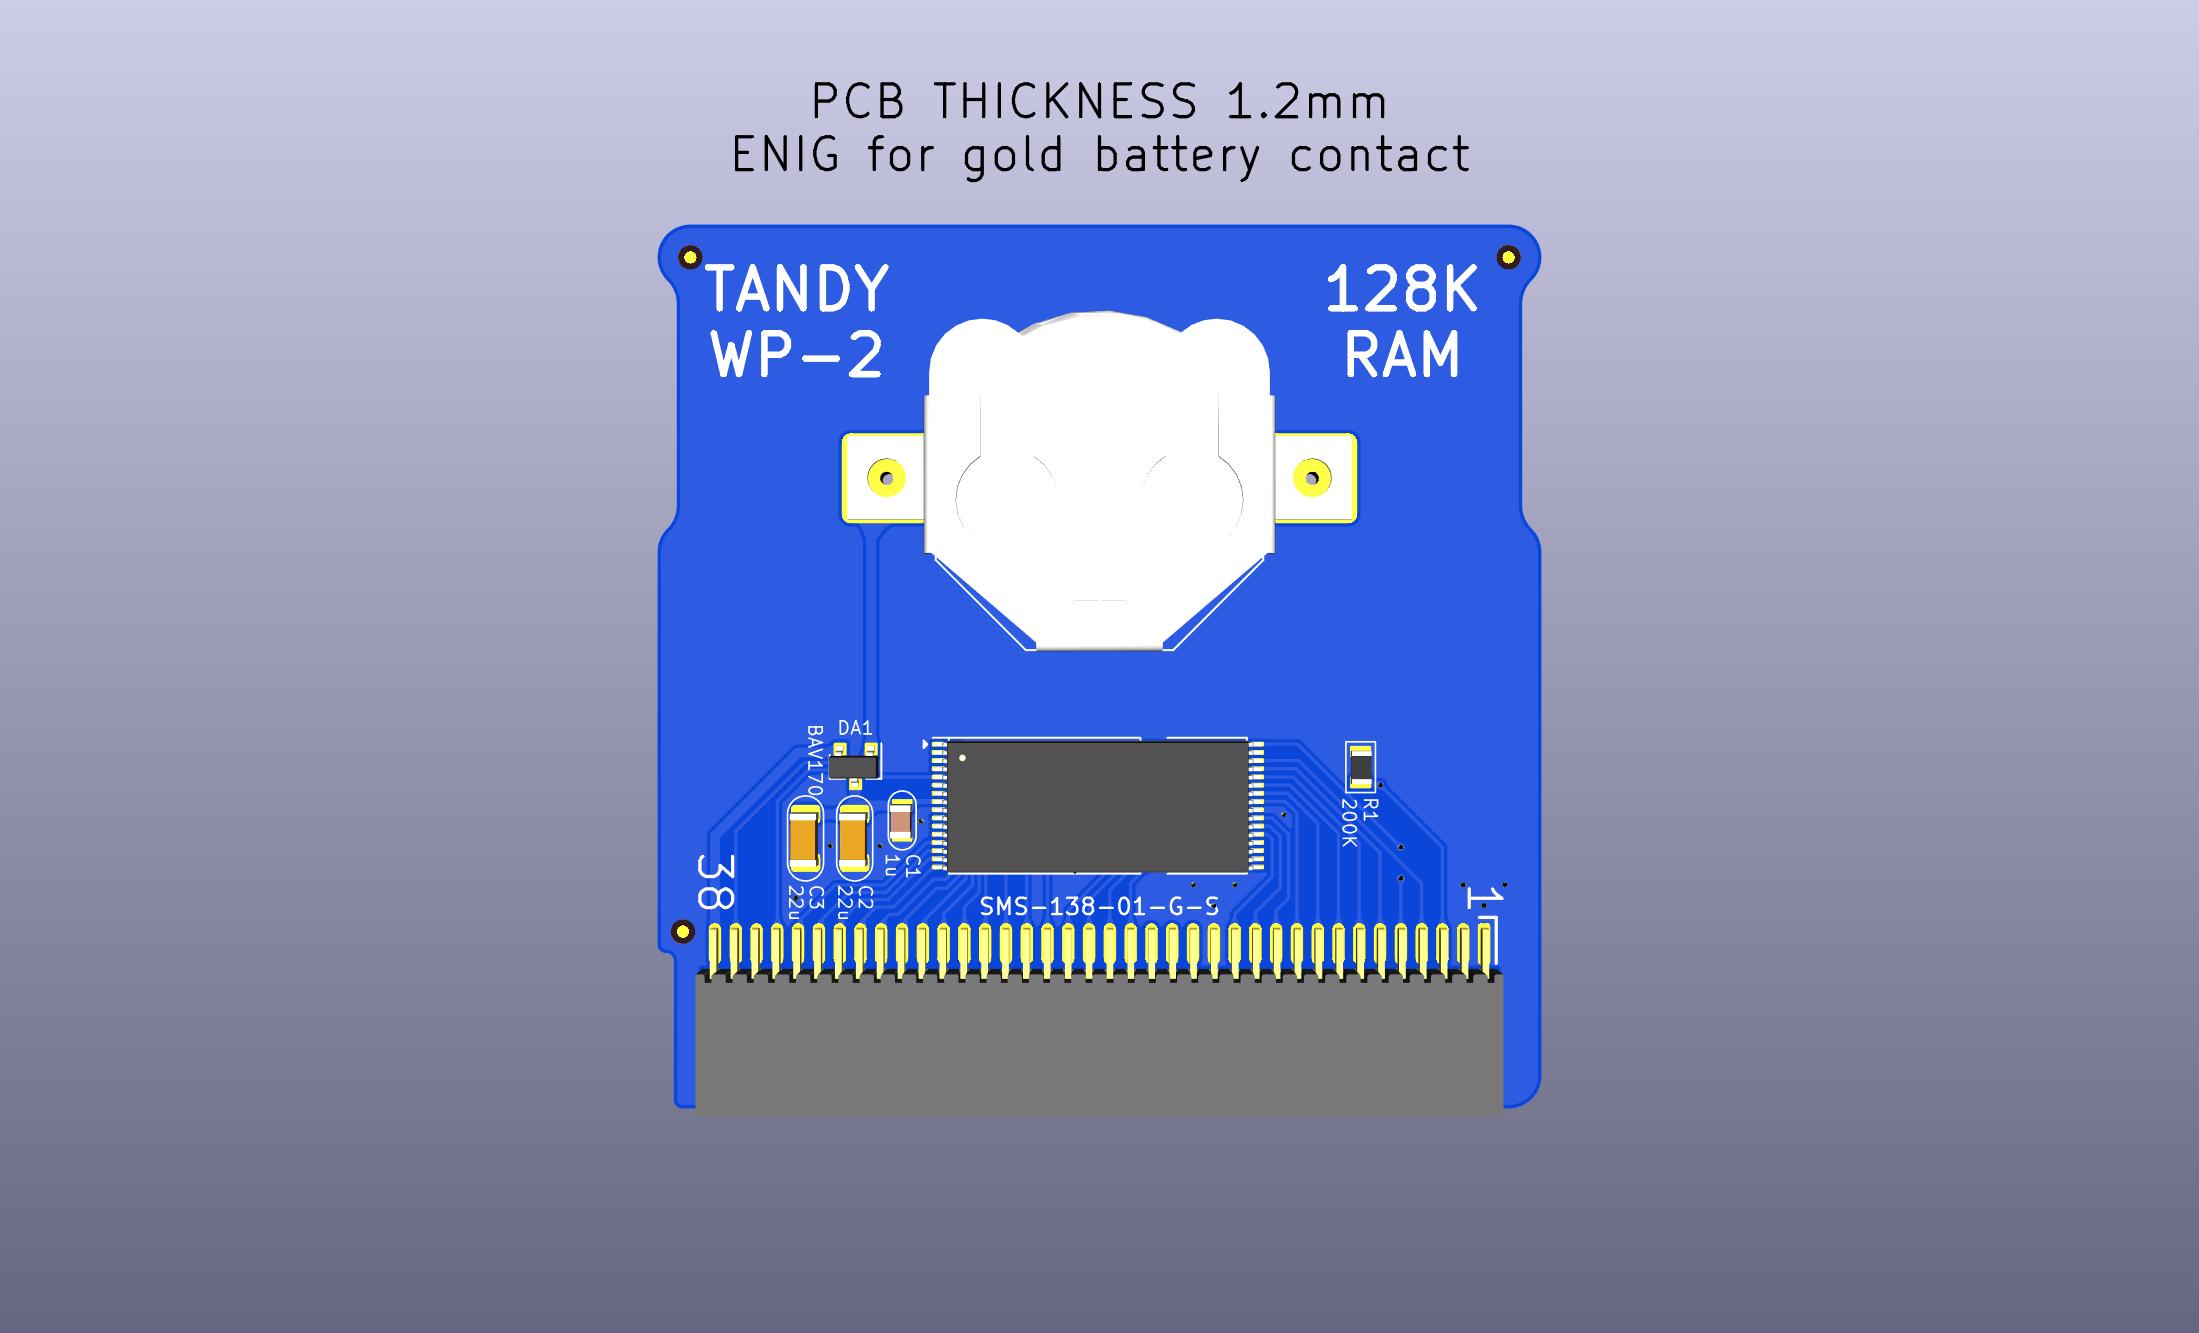 PCB THICKNESS 1.2mm
ENIG for gold battery contact
TANDY
WP-2
128K
RAM
DA1
BAV170
R1
200K
C1
1u
C2
22u
C3
22u
38
1
SMS-138-01-G-S